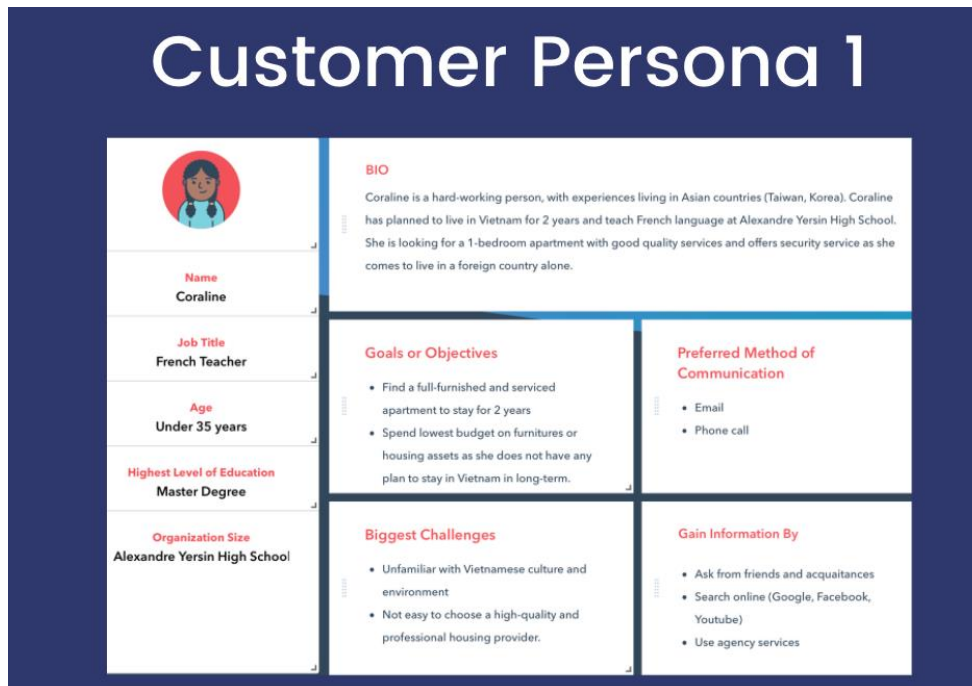 Customer Persona 1
Name
Coraline
Job Title
French Teacher
Age
Under 35 years
Highest Level of Education
Master Degree
Organization Size
Alexandre Yersin High School
BIO
Coraline is a hard-working person, with experiences living in Asian countries (Taiwan, Korea). Coraline
has planned to live in Vietnam for 2 years and teach French language at Alexandre Yersin High School.
She is looking for a 1-bedroom apartment with good quality services and offers security service as she
comes to live in a foreign country alone.
Goals or Objectives
• Find a full-furnished and serviced
apartment to stay for 2 years
• Spend lowest budget on furnitures or
housing assets as she does not have any
plan to stay in Vietnam in long-term.
Preferred Method of
Communication
• Email
• Phone call
Biggest Challenges
• Unfamiliar with Vietnamese culture and
environment
• Not easy to choose a high-quality and
professional housing provider.
Gain Information By
• Ask from friends and acquaitances
• Search online (Google, Facebook,
Youtube)
• Use agency services